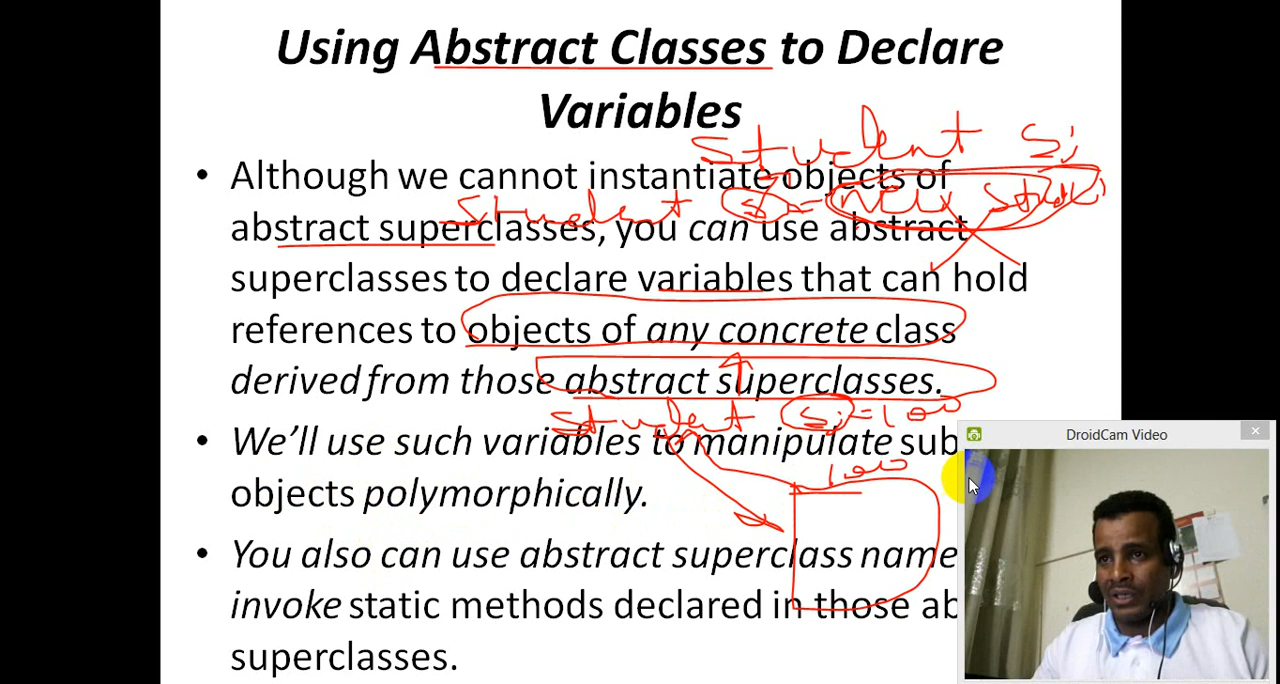 Using Abstract Classes to Declare
Variables
student s;
• Although we cannot instantiate objects of
student s = new
abstract superclasses, you can use abstract
superclasses to declare variables that can hold
references to objects of any concrete class
derived from those abstract superclasses.
student s; = 100
• We'll use such variables to manipulate sub
100
objects polymorphically.
• You also can use abstract superclass name
invoke static methods declared in those ab
superclasses.
DroidCam Video